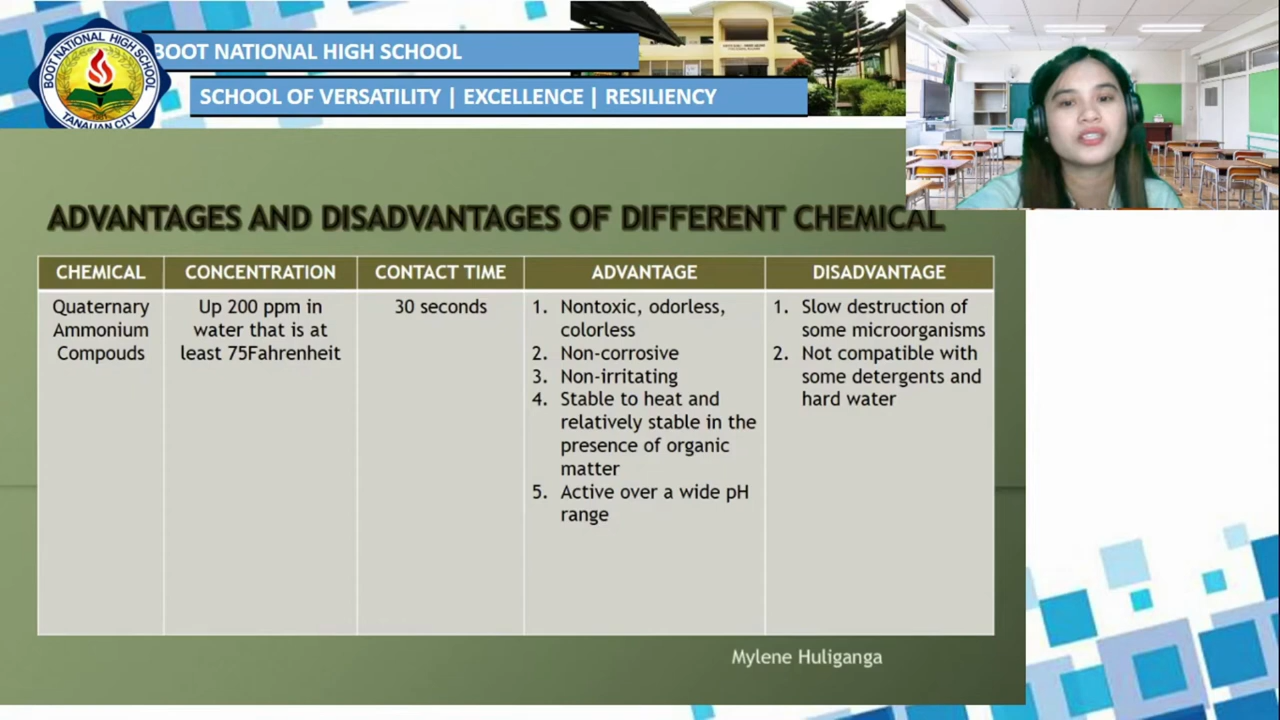 BOOT NATIONAL HIGH SCHOOL
TANAUAN CITY
BOOT NATIONAL HIGH SCHOOL
SCHOOL OF VERSATILITY | EXCELLENCE | RESILIENCY
ADVANTAGES AND DISADVANTAGES OF DIFFERENT CHEMICAL
CHEMICAL
CONCENTRATION
CONTACT TIME
ADVANTAGE
DISADVANTAGE
Quaternary
Ammonium
Compouds
Up 200 ppm in
water that is at
least 75Fahrenheit
30 seconds
1. Nontoxic, odorless,
colorless
2. Non-corrosive
3. Non-irritating
4. Stable to heat and
relatively stable in the
presence of organic
matter
5. Active over a wide pH
range
1. Slow destruction of
some microorganisms
2. Not compatible with
some detergents and
hard water
Mylene Huliganga